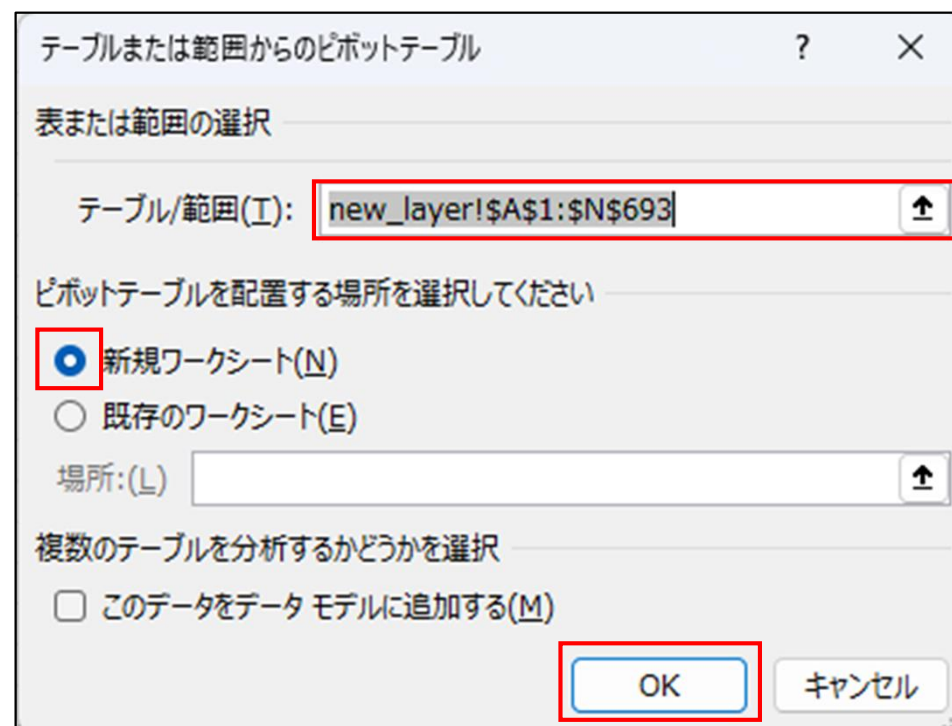 テーブルまたは範囲からのピボットテーブル ?
表または範囲の選択
テーブル/範囲(T): new_layer!$A$1:$N$693
ピボットテーブルを配置する場所を選択してください
新規ワークシート(N)
既存のワークシート(E)
場所:(L)
複数のテーブルを分析するかどうかを選択
このデータをデータ モデルに追加する(M)
OK キャンセル